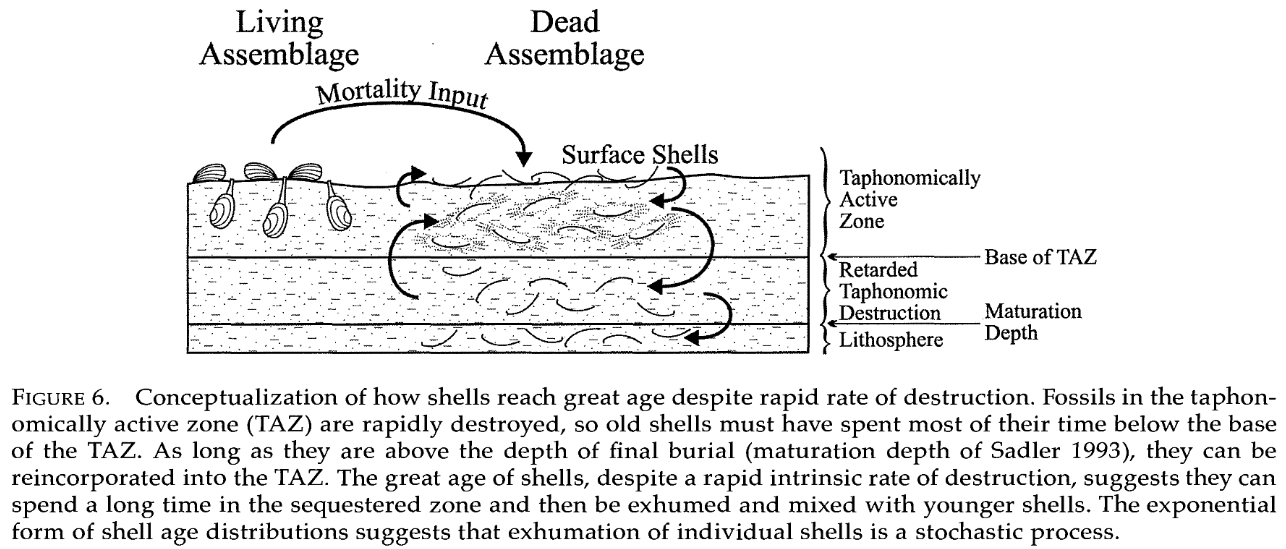 Living
Assemblage
Dead
Assemblage
Mortality Input
Surface Shells
Taphonomically
Active
Zone
Base of TAZ
Retarded
Taphonomic
Destruction
Maturation
Depth
Lithosphere
FIGURE 6. Conceptualization of how shells reach great age despite rapid rate of destruction. Fossils in the taphon-
omically active zone (TAZ) are rapidly destroyed, so old shells must have spent most of their time below the base
of the TAZ. As long as they are above the depth of final burial (maturation depth of Sadler 1993), they can be
reincorporated into the TAZ. The great age of shells, despite a rapid intrinsic rate of destruction, suggests they can
spend a long time in the sequestered zone and then be exhumed and mixed with younger shells. The exponential
form of shell age distributions suggests that exhumation of individual shells is a stochastic process.